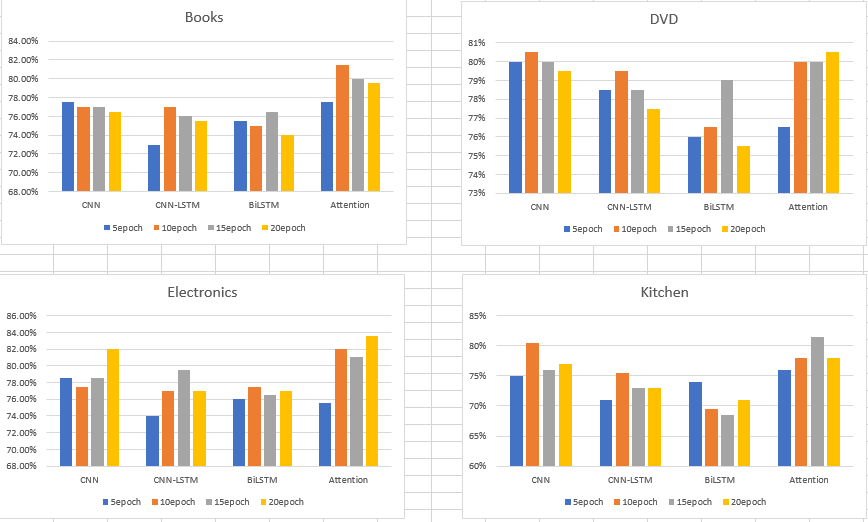 Books
84.00%
82.00%
80.00%
78.00%
76.00%
74.00%
72.00%
70.00%
68.00%
CNN CNN-LSTM BiLSTM Attention
5epoch 10epoch 15epoch 20epoch
DVD
81%
80%
79%
78%
77%
76%
75%
74%
73%
CNN CNN-LSTM BiLSTM Attention
5epoch 10epoch 15epoch 20epoch
Electronics
86.00%
84.00%
82.00%
80.00%
78.00%
76.00%
74.00%
72.00%
70.00%
68.00%
CNN CNN-LSTM BiLSTM Attention
5epoch 10epoch 15epoch 20epoch
Kitchen
85%
80%
75%
70%
65%
60%
CNN CNN-LSTM BiLSTM Attention
5epoch 10epoch 15epoch 20epoch